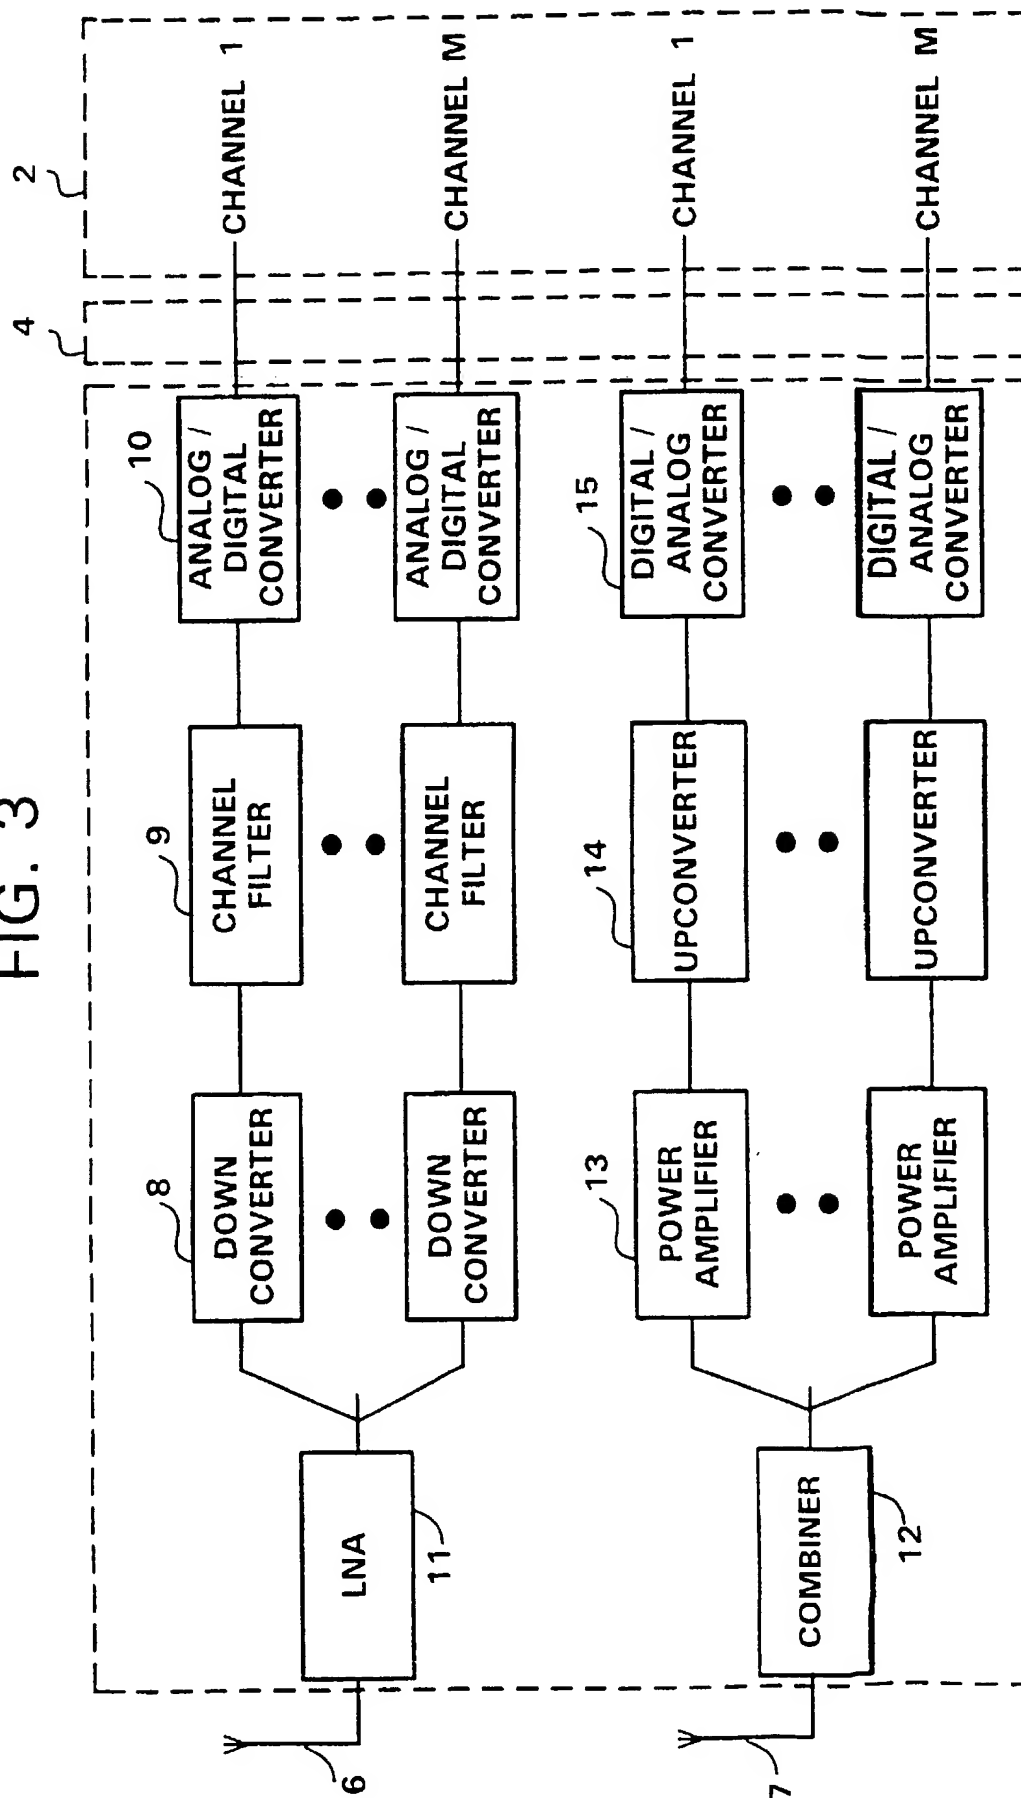 FIG. 3
2
4
CHANNEL 1
CHANNEL M
CHANNEL 1
CHANNEL M
10
ANALOG /
DIGITAL
CONVERTER
ANALOG /
DIGITAL
CONVERTER
15
DIGITAL /
ANALOG
CONVERTER
DIGITAL /
ANALOG
CONVERTER
9
CHANNEL
FILTER
CHANNEL
FILTER
14
UPCONVERTER
UPCONVERTER
8
DOWN
CONVERTER
DOWN
CONVERTER
13
POWER
AMPLIFIER
POWER
AMPLIFIER
LNA
11
COMBINER
12
6
7